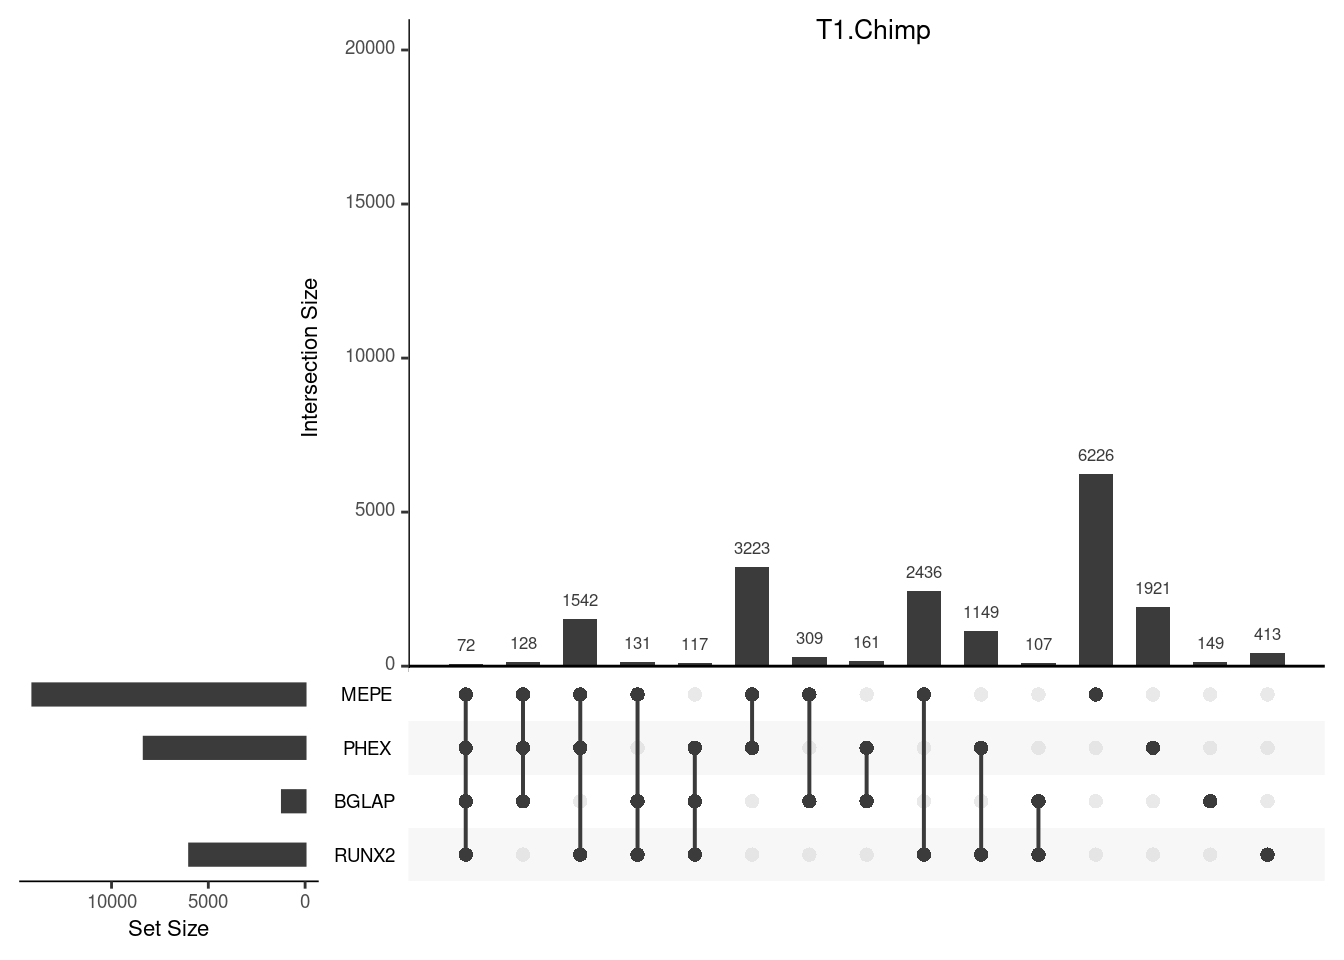 T1.Chimp
20000
15000
10000
5000
0
Intersection Size
72 128 1542 131 117 3223 309 161 2436 1149 107 6226 1921 149 413
MEPE
PHEX
BGLAP
RUNX2
10000 5000 0
Set Size